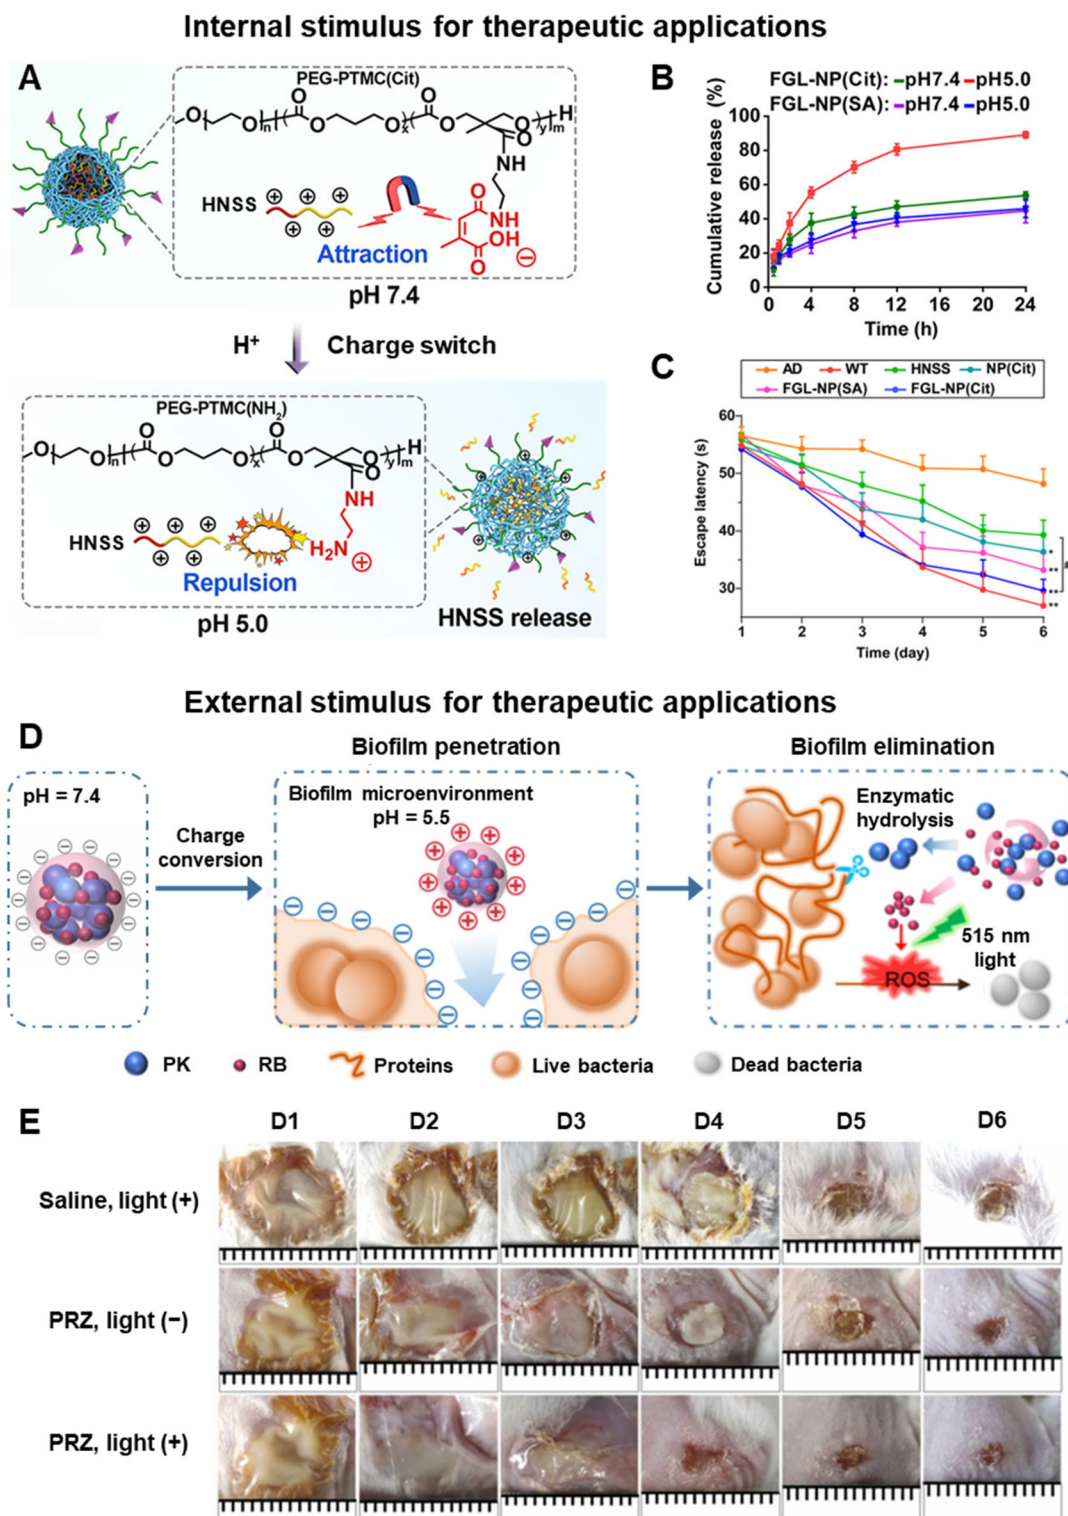 Internal stimulus for therapeutic applications
A
PEG-PTMC(Cit)
HNSS
Attraction
pH 7.4
H⁺
Charge switch
PEG-PTMC(NH₂)
HNSS
Repulsion
pH 5.0
HNSS release
B
FGL-NP(Cit): pH7.4 pH5.0
FGL-NP(SA): pH7.4 pH5.0
Cumulative release (%)
100
80
60
40
20
0
0 4 8 12 16 20 24
Time (h)
C
AD WT HNSS NP(Cit)
FGL-NP(SA) FGL-NP(Cit)
Escape latency (s)
60
50
40
30
1 2 3 4 5 6
Time (day)
External stimulus for therapeutic applications
D
Biofilm penetration
Biofilm elimination
pH = 7.4
Charge
conversion
Biofilm microenvironment
pH = 5.5
Enzymatic
hydrolysis
515 nm
light
ROS
PK RB Proteins Live bacteria Dead bacteria
E
D1 D2 D3 D4 D5 D6
Saline, light (+)
PRZ, light (−)
PRZ, light (+)